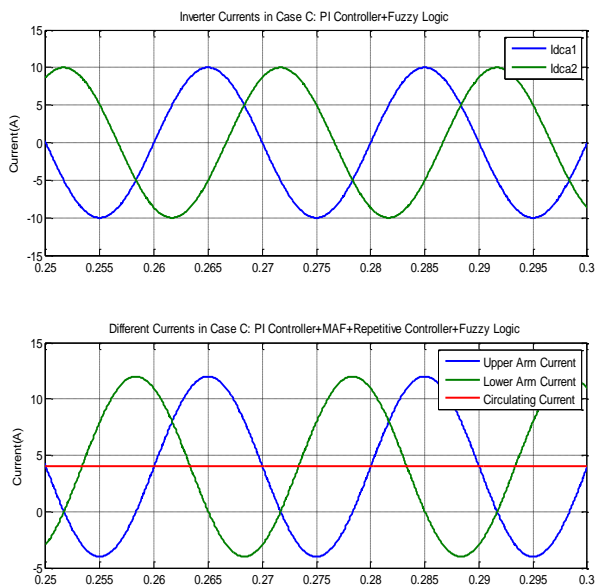 Inverter Currents in Case C: PI Controller+Fuzzy Logic
15
10
5
0
-5
-10
-15
Current(A)
Idca1
Idca2
0.25 0.255 0.26 0.265 0.27 0.275 0.28 0.285 0.29 0.295 0.3
Different Currents in Case C: PI Controller+MAF+Repetitive Controller+Fuzzy Logic
15
10
5
0
-5
Current(A)
Upper Arm Current
Lower Arm Current
Circulating Current
0.25 0.255 0.26 0.265 0.27 0.275 0.28 0.285 0.29 0.295 0.3